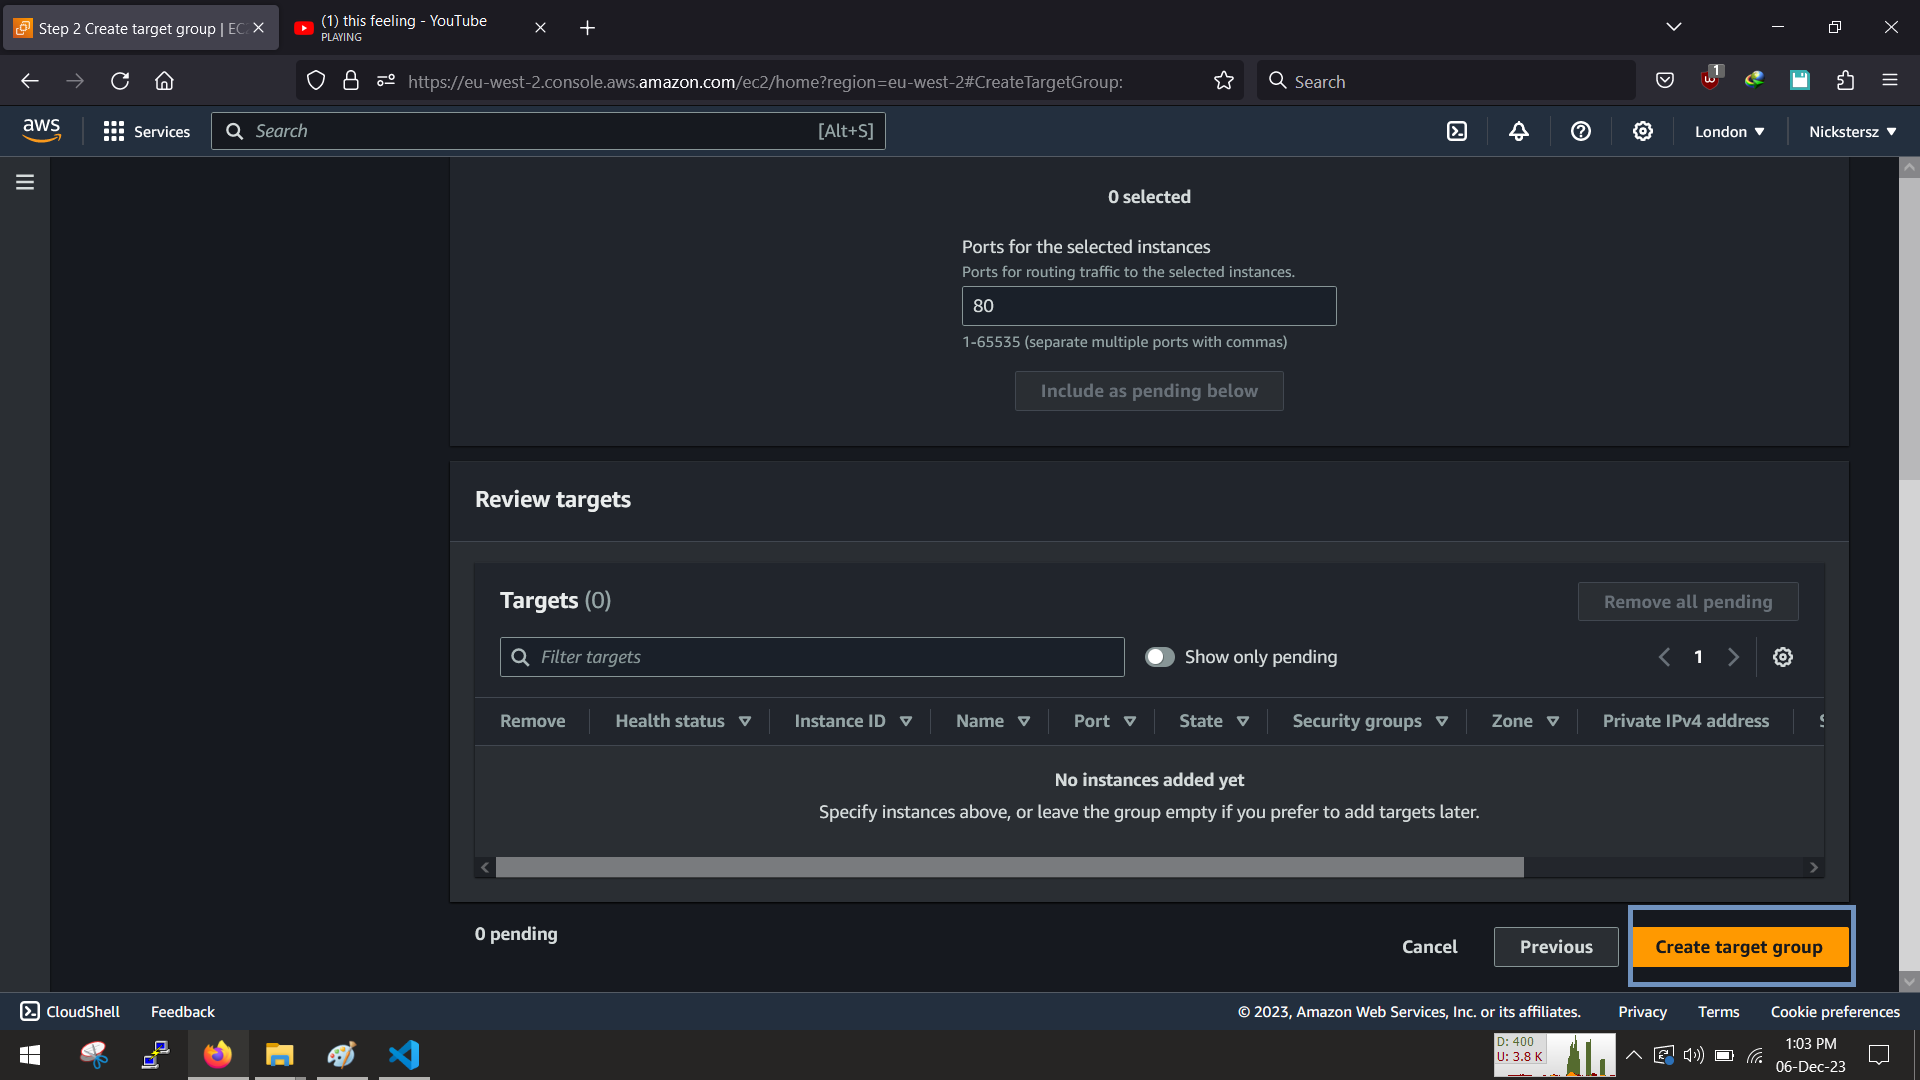 Step 2 Create target group | EC
(1) this feeling - YouTube
PLAYING
https://eu-west-2.console.aws.amazon.com/ec2/home?region=eu-west-2#CreateTargetGroup:
Search
1
aws
Services
Search
[Alt+S]
London
Nickstersz
0 selected
Ports for the selected instances
Ports for routing traffic to the selected instances.
80
1-65535 (separate multiple ports with commas)
Include as pending below
Review targets
Targets (0)
Remove all pending
Filter targets
Show only pending
1
Remove
Health status
Instance ID
Name
Port
State
Security groups
Zone
Private IPv4 address
No instances added yet
Specify instances above, or leave the group empty if you prefer to add targets later.
0 pending
Cancel
Previous
Create target group
CloudShell
Feedback
© 2023, Amazon Web Services, Inc. or its affiliates.
Privacy
Terms
Cookie preferences
D: 400
U: 3.8 K
1:03 PM
06-Dec-23